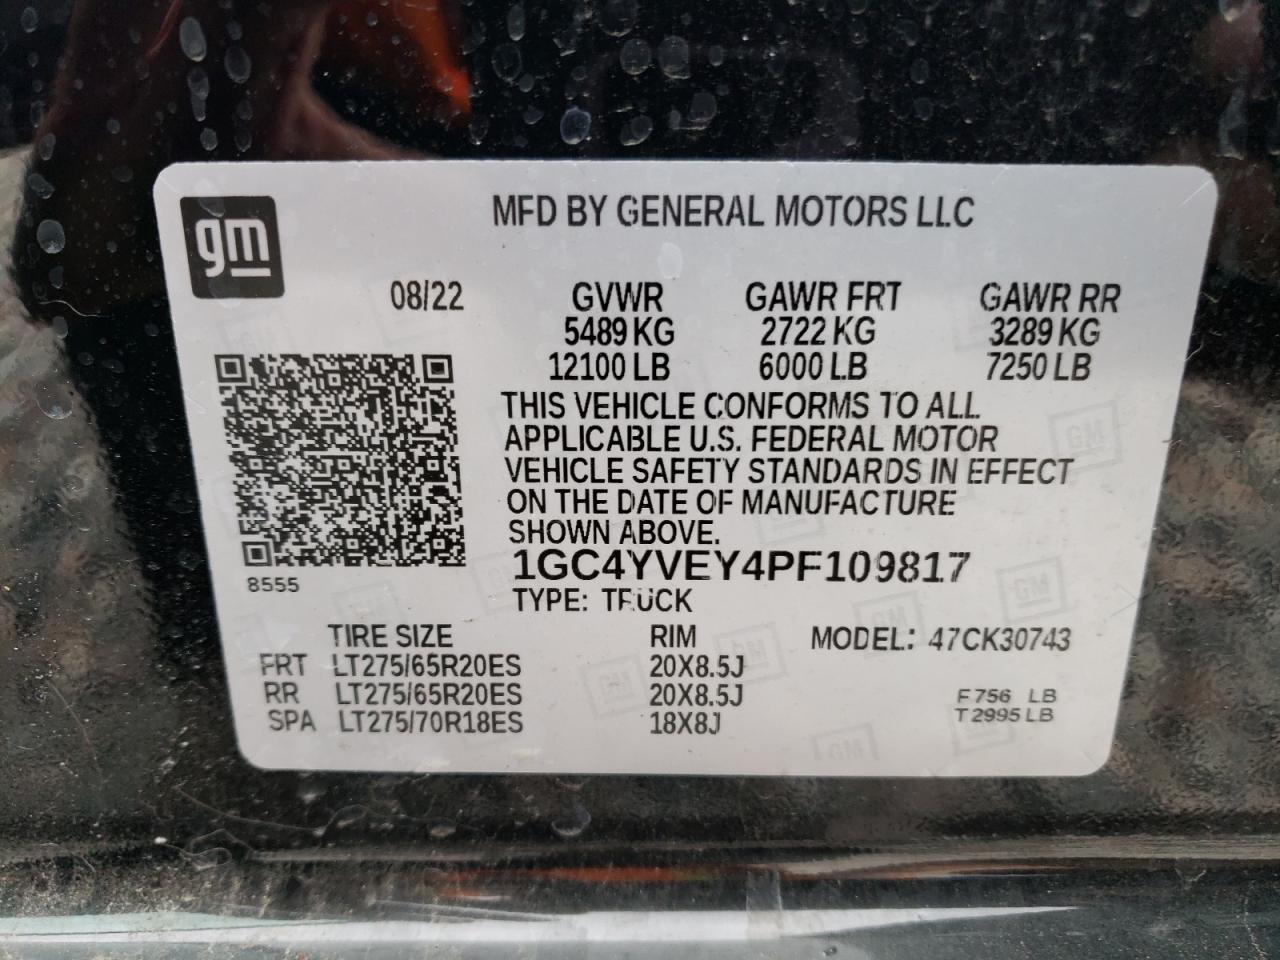 gm
MFD BY GENERAL MOTORS LLC
08/22 GVWR GAWR FRT GAWR RR
5489 KG 2722 KG 3289 KG
12100 LB 6000 LB 7250 LB
THIS VEHICLE CONFORMS TO ALL
APPLICABLE U.S. FEDERAL MOTOR
VEHICLE SAFETY STANDARDS IN EFFECT
ON THE DATE OF MANUFACTURE
SHOWN ABOVE.
8555
1GC4YVEY4PF109817
TYPE: TRUCK
TIRE SIZE RIM MODEL: 47CK30743
FRT LT275/65R20ES 20X8.5J
RR LT275/65R20ES 20X8.5J F 756 LB
SPA LT275/70R18ES 18X8J T 2995 LB